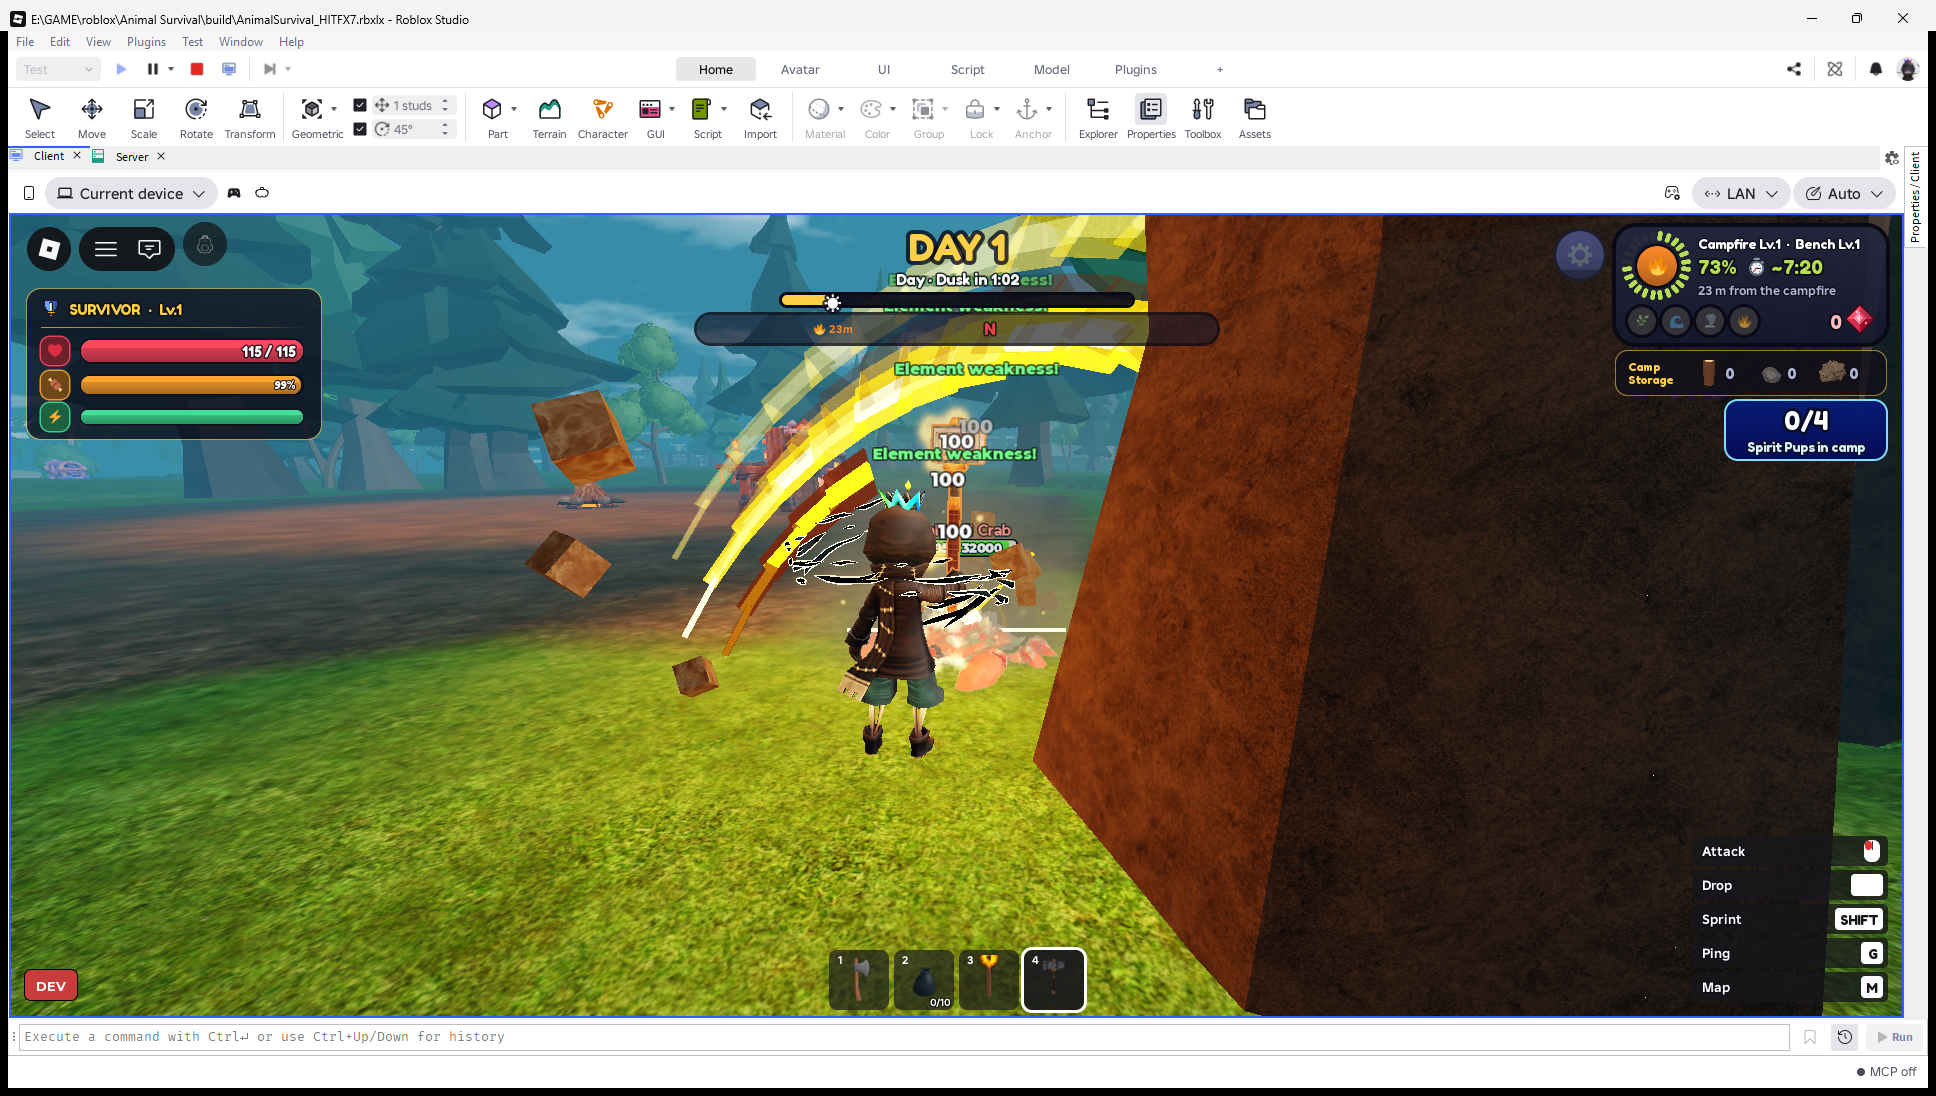 E:\GAME\roblox\Animal Survival\build\AnimalSurvival_HITFX7.rbxlx - Roblox Studio
File Edit View Plugins Test Window Help
Test
Home Avatar UI Script Model Plugins +
Select Move Scale Rotate Transform Geometric 1 studs 45° Part Terrain Character GUI Script Import Material Color Group Lock Anchor Explorer Properties Toolbox Assets
Client Server
Properties / Client
Current device LAN Auto
SURVIVOR · Lv.1
115 / 115
99%
DAY 1
Day · Dusk in 1:02
Element weakness!
23m N
Element weakness!
100
100
Element weakness!
100
100 Crab
32000
Campfire Lv.1 · Bench Lv.1
73% ~7:20
23 m from the campfire
0
Camp Storage 0 0 0
0/4
Spirit Pups in camp
Attack
Drop
Sprint SHIFT
Ping G
Map M
DEV
1 2 0/10 3 4
Execute a command with Ctrl↵ or use Ctrl+Up/Down for history
Run
MCP off